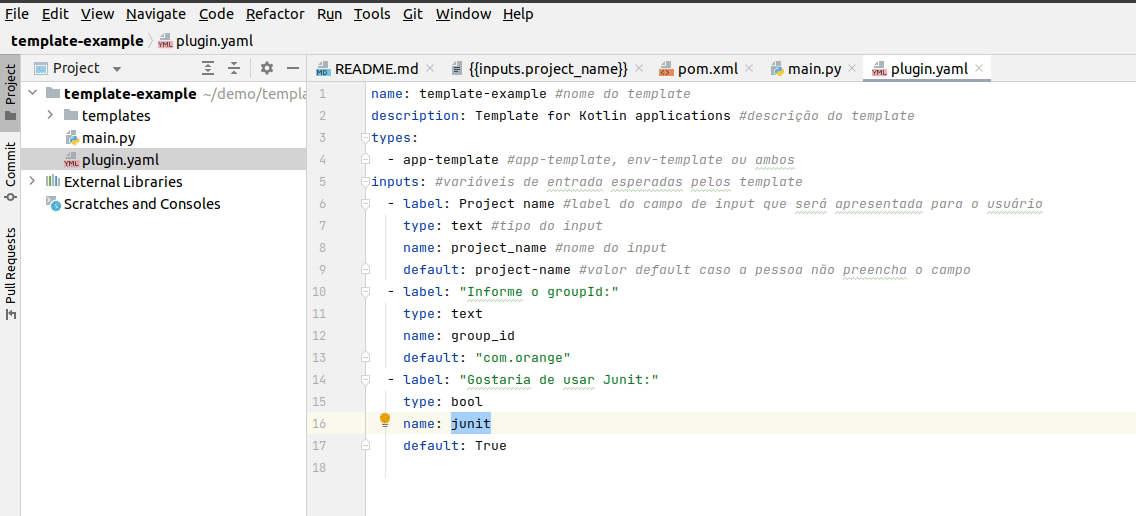 File Edit View Navigate Code Refactor Run Tools Git Window Help
template-example plugin.yaml
Project
Commit
Pull Requests
Project
template-example ~/demo/templa
templates
main.py
plugin.yaml
External Libraries
Scratches and Consoles
README.md {{inputs.project_name}} pom.xml main.py plugin.yaml
1 name: template-example #nome do template
2 description: Template for Kotlin applications #descrição do template
3 types:
4 - app-template #app-template, env-template ou ambos
5 inputs: #variáveis de entrada esperadas pelos template
6 - label: Project name #label do campo de input que será apresentada para o usuário
7 type: text #tipo do input
8 name: project_name #nome do input
9 default: project-name #valor default caso a pessoa não preencha o campo
10 - label: "Informe o groupId:"
11 type: text
12 name: group_id
13 default: "com.orange"
14 - label: "Gostaria de usar Junit:"
15 type: bool
16 name: junit
17 default: True
18